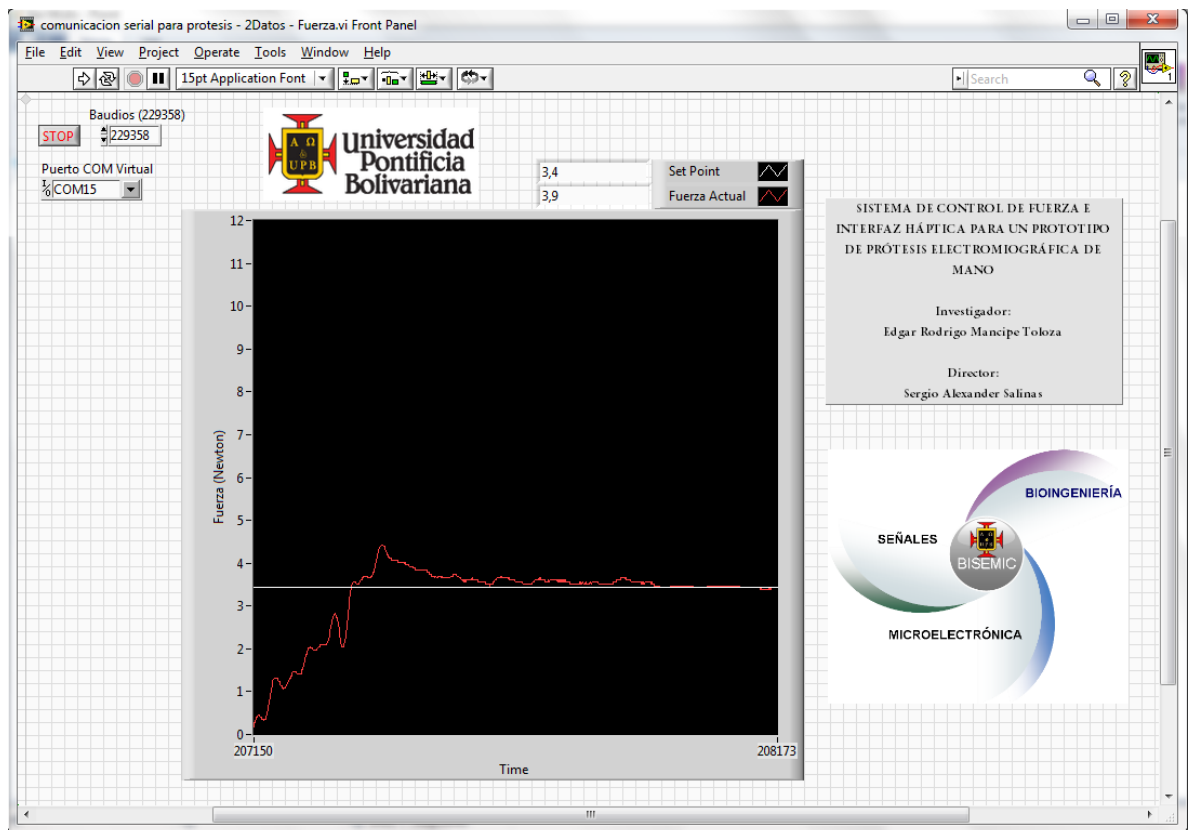 comunicacion serial para protesis - 2Datos - Fuerza.vi Front Panel
File Edit View Project Operate Tools Window Help
15pt Application Font
Search
1
Baudios (229358)
STOP
229358
Puerto COM Virtual
COM15
A Ω
&
UPB
Universidad
Pontificia
Bolivariana
3,4
Set Point
3,9
Fuerza Actual
12
11
10
9
8
7
6
5
4
3
2
1
0
Fuerza (Newton)
207150
208173
Time
SISTEMA DE CONTROL DE FUERZA E
INTERFAZ HÁPTICA PARA UN PROTOTIPO
DE PRÓTESIS ELECTROMIOGRÁFICA DE
MANO
Investigador:
Edgar Rodrigo Mancipe Toloza
Director:
Sergio Alexander Salinas
BIOINGENIERÍA
SEÑALES
BISEMIC
MICROELECTRÓNICA